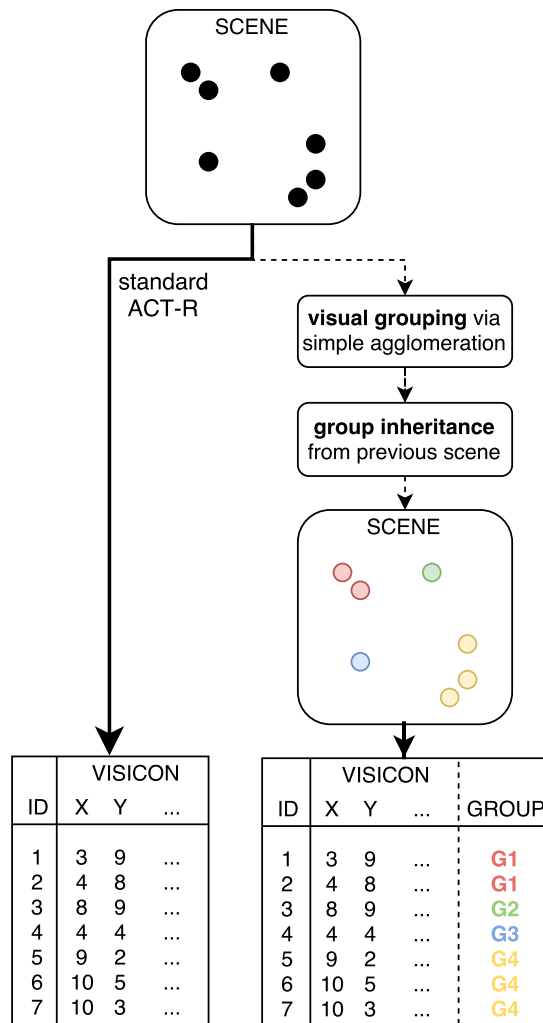 SCENE
standard
ACT-R
visual grouping via
simple agglomeration
group inheritance
from previous scene
SCENE
VISICON
ID X Y ...
1 3 9 ...
2 4 8 ...
3 8 9 ...
4 4 4 ...
5 9 2 ...
6 10 5 ...
7 10 3 ...
VISICON
ID X Y ... GROUP
1 3 9 ... G1
2 4 8 ... G1
3 8 9 ... G2
4 4 4 ... G3
5 9 2 ... G4
6 10 5 ... G4
7 10 3 ... G4